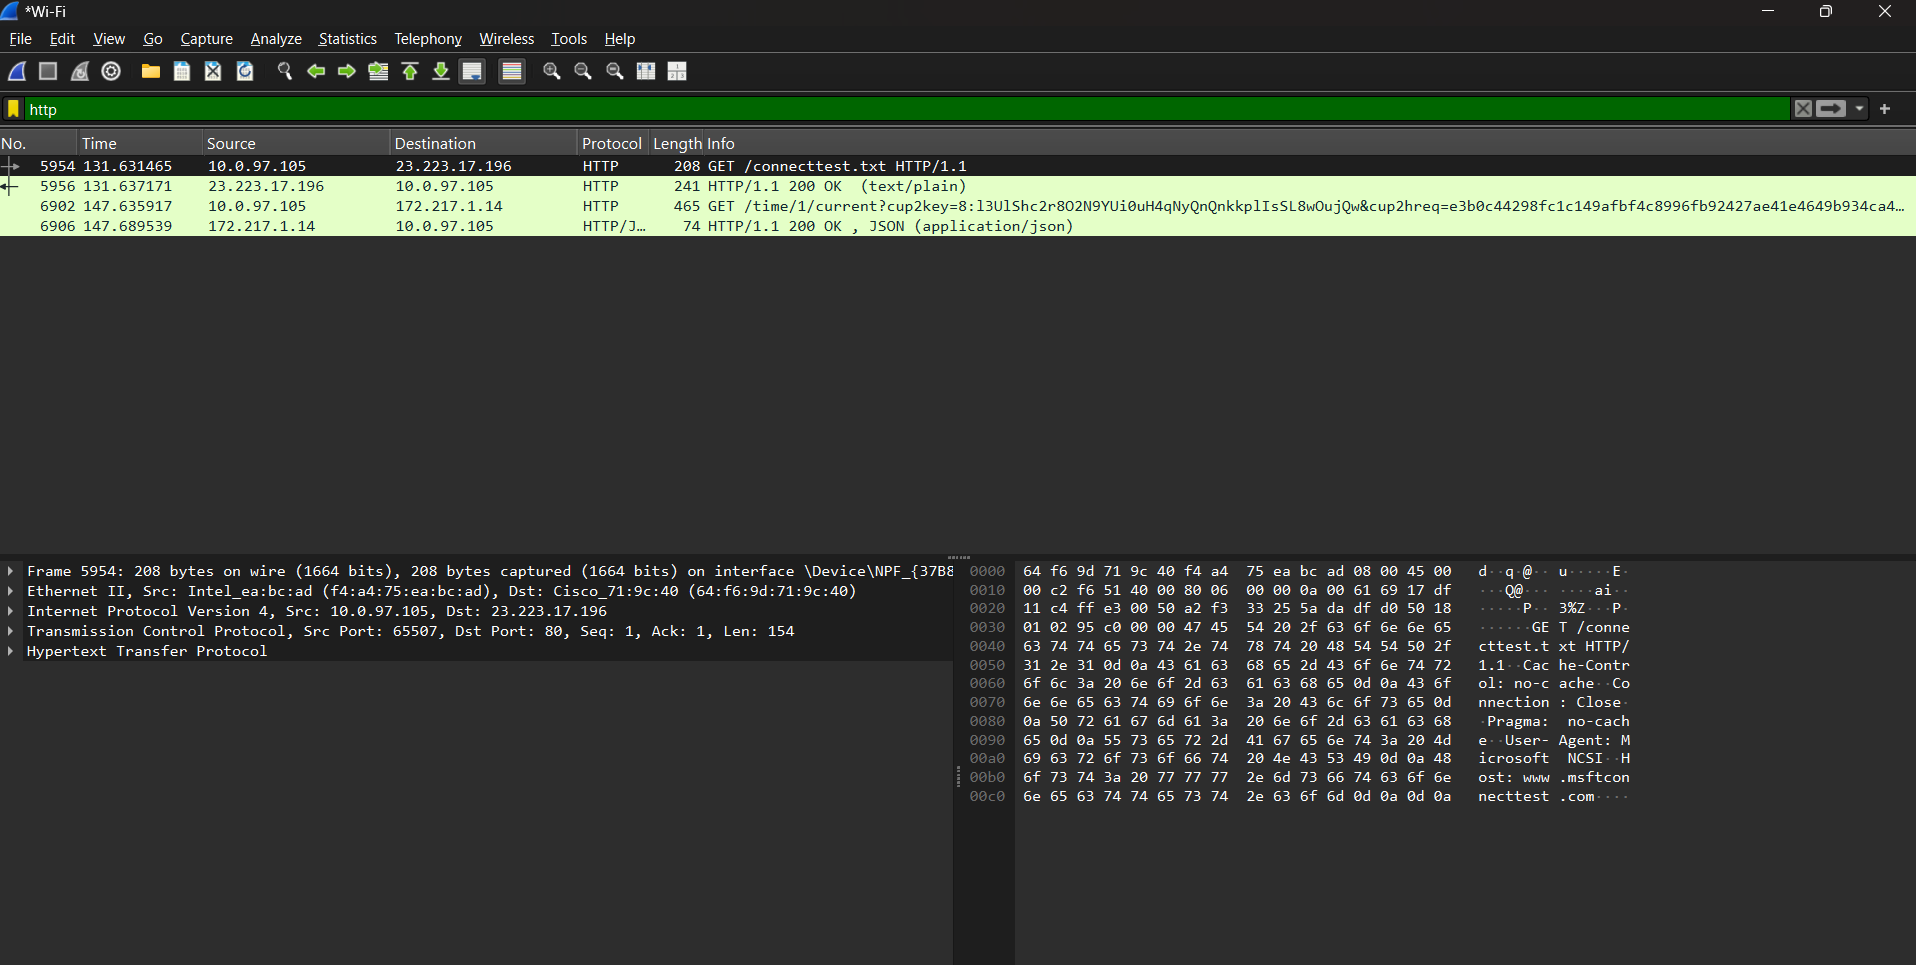 *Wi-Fi
File Edit View Go Capture Analyze Statistics Telephony Wireless Tools Help
http
No. Time Source Destination Protocol Length Info
5954 131.631465 10.0.97.105 23.223.17.196 HTTP 208 GET /connecttest.txt HTTP/1.1
5956 131.637171 23.223.17.196 10.0.97.105 HTTP 241 HTTP/1.1 200 OK (text/plain)
6902 147.635917 10.0.97.105 172.217.1.14 HTTP 465 GET /time/1/current?cup2key=8:l3UlShc2r8O2N9YUi0uH4qNyQnQnkkplIsSL8wOujQw&cup2hreq=e3b0c44298fc1c149afbf4c8996fb92427ae41e4649b934ca4…
6906 147.689539 172.217.1.14 10.0.97.105 HTTP/J… 74 HTTP/1.1 200 OK , JSON (application/json)
Frame 5954: 208 bytes on wire (1664 bits), 208 bytes captured (1664 bits) on interface \Device\NPF_{37B8
Ethernet II, Src: Intel_ea:bc:ad (f4:a4:75:ea:bc:ad), Dst: Cisco_71:9c:40 (64:f6:9d:71:9c:40)
Internet Protocol Version 4, Src: 10.0.97.105, Dst: 23.223.17.196
Transmission Control Protocol, Src Port: 65507, Dst Port: 80, Seq: 1, Ack: 1, Len: 154
Hypertext Transfer Protocol
0000 64 f6 9d 71 9c 40 f4 a4 75 ea bc ad 08 00 45 00 d··q·@·· u·····E·
0010 00 c2 f6 51 40 00 80 06 00 00 0a 00 61 69 17 df ···Q@··· ····ai··
0020 11 c4 ff e3 00 50 a2 f3 33 25 5a da df d0 50 18 ·····P·· 3%Z···P·
0030 01 02 95 c0 00 00 47 45 54 20 2f 63 6f 6e 6e 65 ······GE T /conne
0040 63 74 74 65 73 74 2e 74 78 74 20 48 54 54 50 2f cttest.t xt HTTP/
0050 31 2e 31 0d 0a 43 61 63 68 65 2d 43 6f 6e 74 72 1.1··Cac he-Contr
0060 6f 6c 3a 20 6e 6f 2d 63 61 63 68 65 0d 0a 43 6f ol: no-c ache··Co
0070 6e 6e 65 63 74 69 6f 6e 3a 20 43 6c 6f 73 65 0d nnection : Close·
0080 0a 50 72 61 67 6d 61 3a 20 6e 6f 2d 63 61 63 68 ·Pragma: no-cach
0090 65 0d 0a 55 73 65 72 2d 41 67 65 6e 74 3a 20 4d e··User- Agent: M
00a0 69 63 72 6f 73 6f 66 74 20 4e 43 53 49 0d 0a 48 icrosoft NCSI··H
00b0 6f 73 74 3a 20 77 77 77 2e 6d 73 66 74 63 6f 6e ost: www .msftcon
00c0 6e 65 63 74 74 65 73 74 2e 63 6f 6d 0d 0a 0d 0a necttest .com····